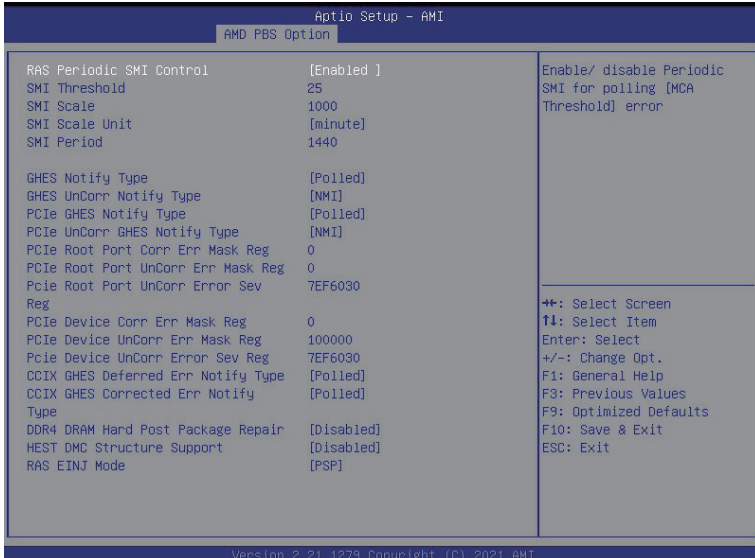 Aptio Setup – AMI
AMD PBS Option
RAS Periodic SMI Control [Enabled ]
SMI Threshold 25
SMI Scale 1000
SMI Scale Unit [minute]
SMI Period 1440
GHES Notify Type [Polled]
GHES UnCorr Notify Type [NMI]
PCIe GHES Notify Type [Polled]
PCIe UnCorr GHES Notify Type [NMI]
PCIe Root Port Corr Err Mask Reg 0
PCIe Root Port UnCorr Err Mask Reg 0
Pcie Root Port UnCorr Error Sev 7EF6030
Reg
PCIe Device Corr Err Mask Reg 0
PCIe Device UnCorr Err Mask Reg 100000
Pcie Device UnCorr Error Sev Reg 7EF6030
CCIX GHES Deferred Err Notify Type [Polled]
CCIX GHES Corrected Err Notify [Polled]
Type
DDR4 DRAM Hard Post Package Repair [Disabled]
HEST DMC Structure Support [Disabled]
RAS EINJ Mode [PSP]
Enable/ disable Periodic
SMI for polling [MCA
Threshold] error
→←: Select Screen
↑↓: Select Item
Enter: Select
+/-: Change Opt.
F1: General Help
F3: Previous Values
F9: Optimized Defaults
F10: Save & Exit
ESC: Exit
Version 2.21.1279 Copyright (C) 2021 AMI